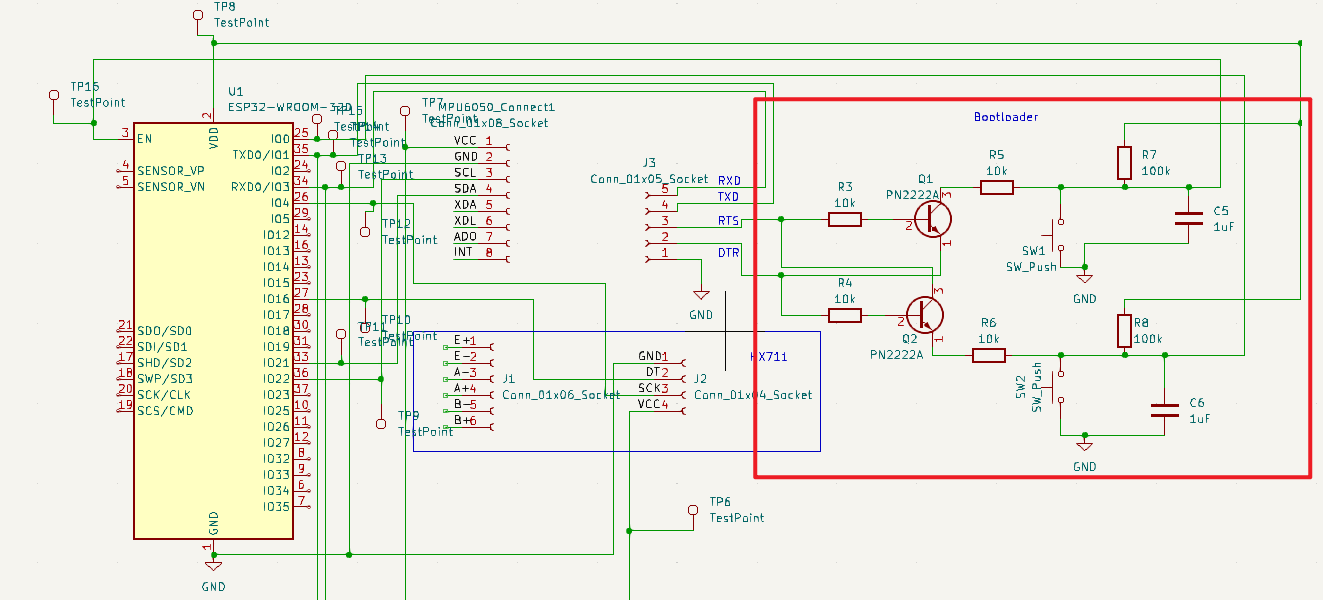 TP8
TestPoint
TP15
TestPoint
U1
ESP32-WROOM-32D
2
VDD
3
EN
4
SENSOR_VP
5
SENSOR_VN
21
SDO/SD0
22
SDI/SD1
17
SHD/SD2
18
SWP/SD3
20
SCK/CLK
19
SCS/CMD
IO0
25
TXD0/IO1
35
IO2
24
RXD0/IO3
34
IO4
26
IO5
29
IO12
14
IO13
16
IO14
13
IO15
23
IO16
27
IO17
28
IO18
30
IO19
31
IO21
33
IO22
36
IO23
37
IO25
10
IO26
11
IO27
12
IO32
8
IO33
9
IO34
6
IO35
7
GND
1
GND
TestPoint
TestPoint
TP13
TestPoint
TP12
TestPoint
TP10
TestPoint
TP11
TestPoint
TP9
TestPoint
TP7
TestPoint
MPU6050_Connect1
Conn_01x08_Socket
VCC 1
GND 2
SCL 3
SDA 4
XDA 5
XDL 6
ADO 7
INT 8
J3
Conn_01x05_Socket
5
RXD
4
TXD
3
RTS
2
1
DTR
GND
E+1
E-2
A-3
A+4
B-5
B+6
J1
Conn_01x06_Socket
GND1
DT2
SCK3
VCC4
J2
Conn_01x04_Socket
HX711
TP6
TestPoint
Bootloader
R3
10k
Q1
PN2222A
3
2
1
R5
10k
R7
100k
SW1
SW_Push
C5
1uF
GND
R4
10k
3
2
1
Q2
PN2222A
R6
10k
R8
100k
SW2
SW_Push
C6
1uF
GND